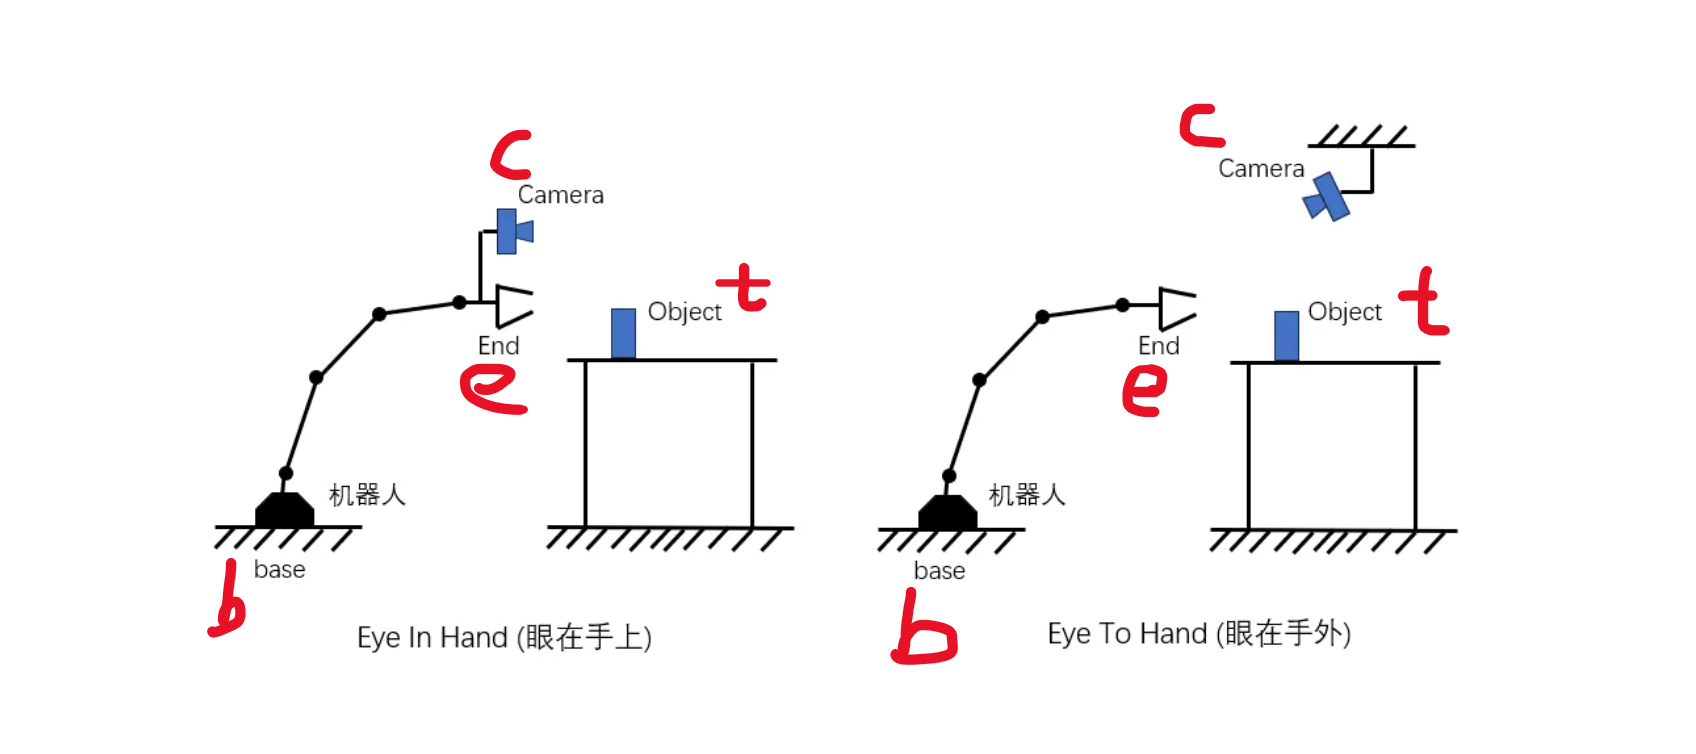 c
Camera
t
Object
End
e
机器人
base
b
Eye In Hand (眼在手上)
c
Camera
t
Object
End
e
机器人
base
b
Eye To Hand (眼在手外)